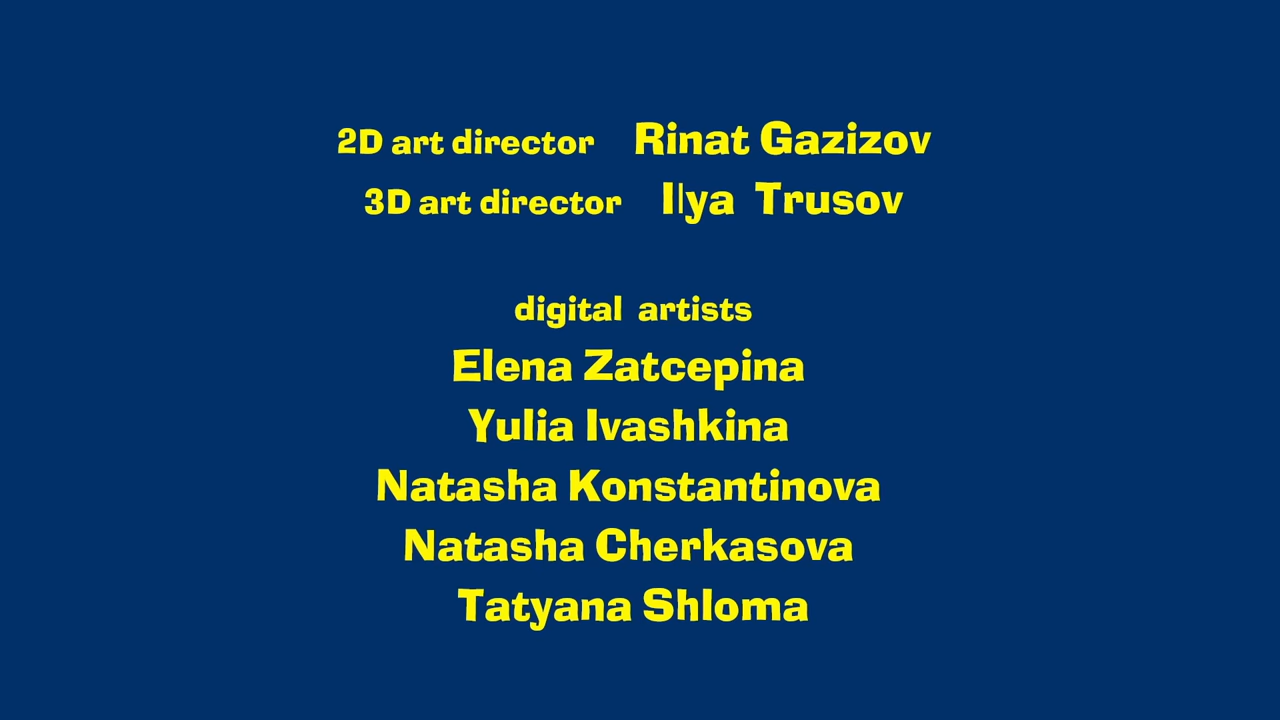 2D art director Rinat Gazizov
3D art director Ilya Trusov
digital artists
Elena Zatcepina
Yulia Ivashkina
Natasha Konstantinova
Natasha Cherkasova
Tatyana Shloma